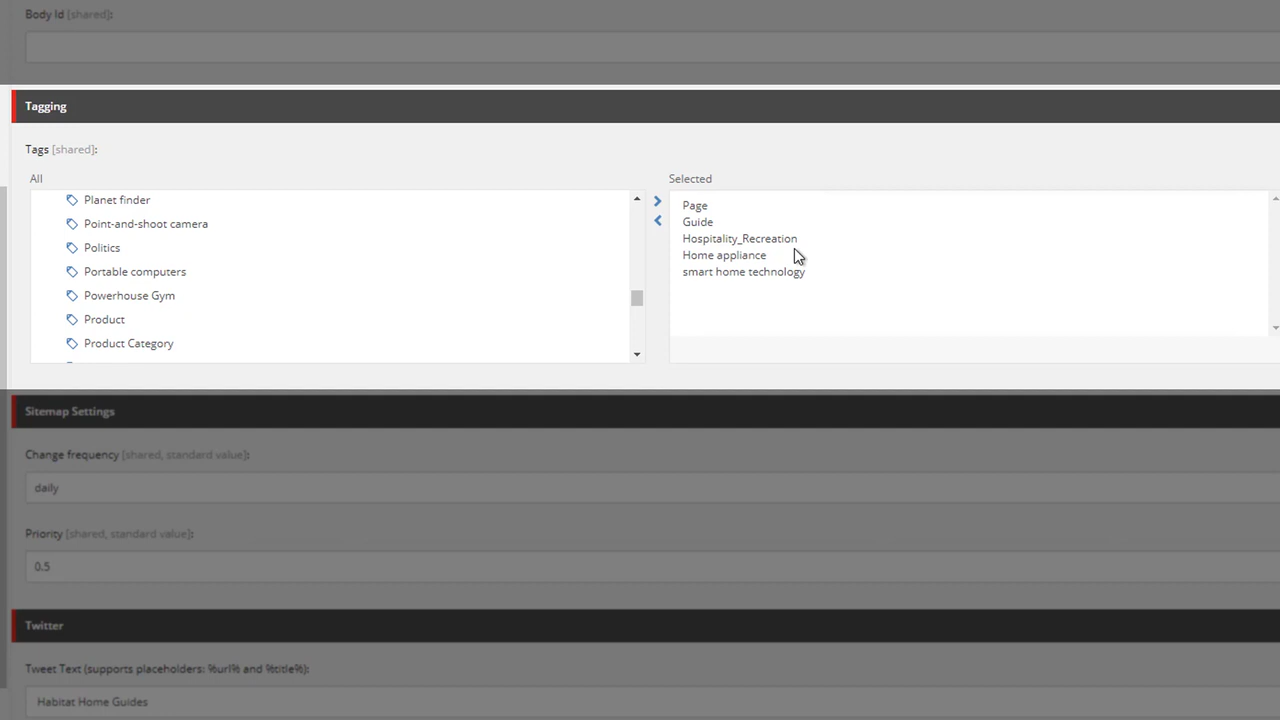 Body Id [shared]:
Tagging
Tags [shared]:
All
Planet finder
Point-and-shoot camera
Politics
Portable computers
Powerhouse Gym
Product
Product Category
Selected
Page
Guide
Hospitality_Recreation
Home appliance
smart home technology
Sitemap Settings
Change frequency [shared, standard value]:
daily
Priority [shared, standard value]:
0.5
Twitter
Tweet Text (supports placeholders: %url% and %title%):
Habitat Home Guides